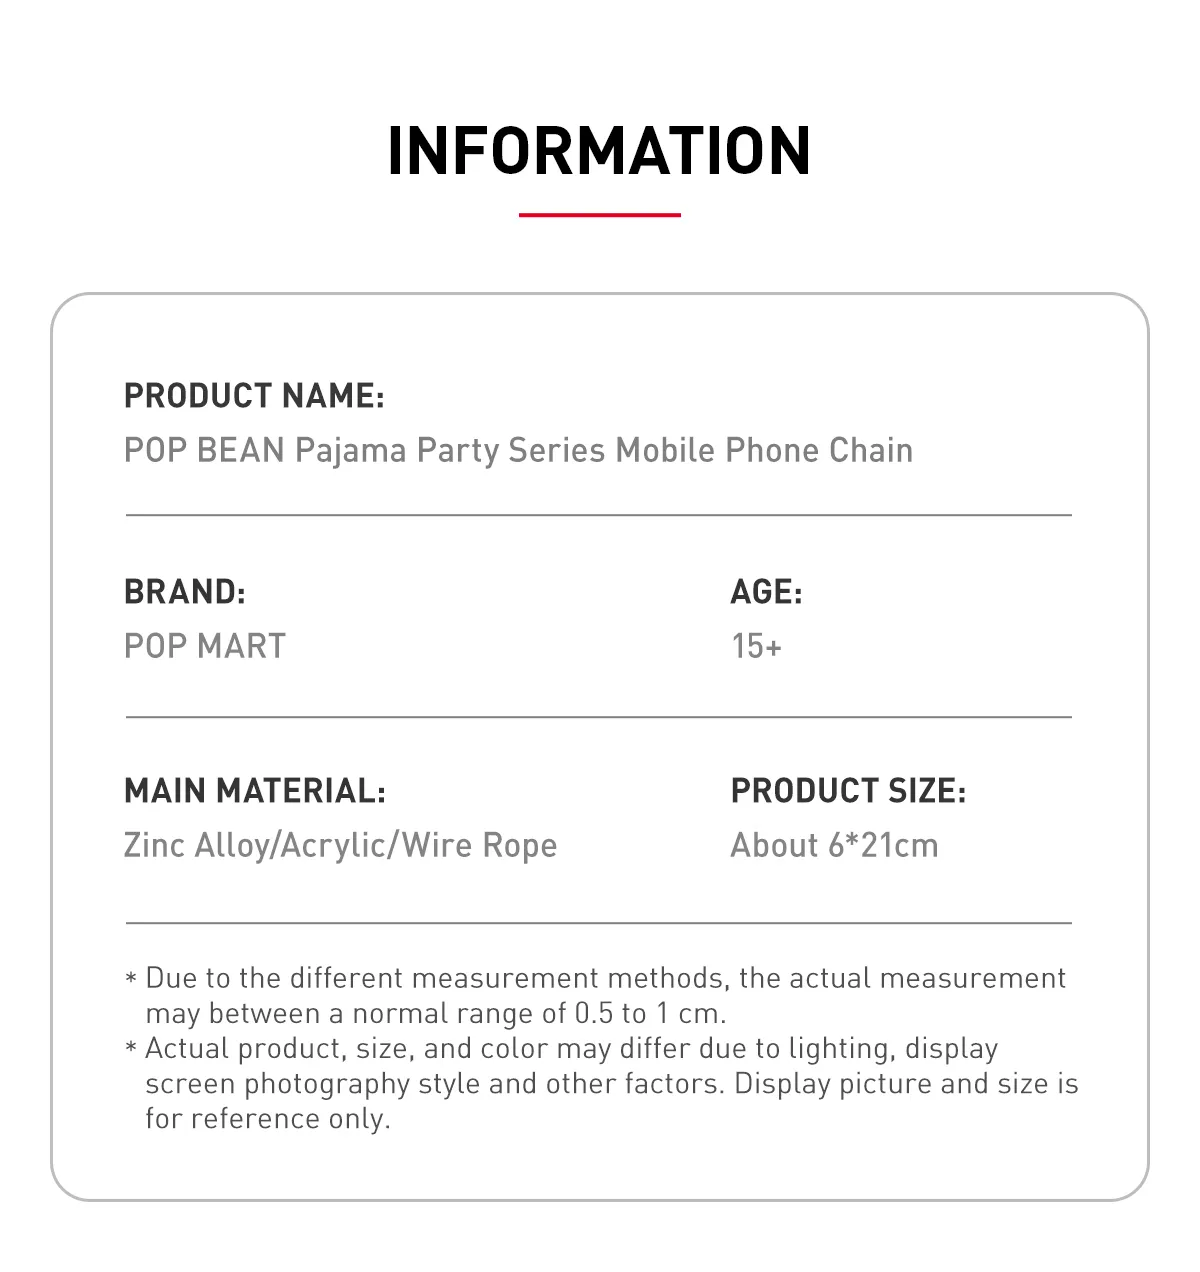 INFORMATION
PRODUCT NAME:
POP BEAN Pajama Party Series Mobile Phone Chain
BRAND:
POP MART
AGE:
15+
MAIN MATERIAL:
Zinc Alloy/Acrylic/Wire Rope
PRODUCT SIZE:
About 6*21cm
* Due to the different measurement methods, the actual measurement
may between a normal range of 0.5 to 1 cm.
* Actual product, size, and color may differ due to lighting, display
screen photography style and other factors. Display picture and size is
for reference only.